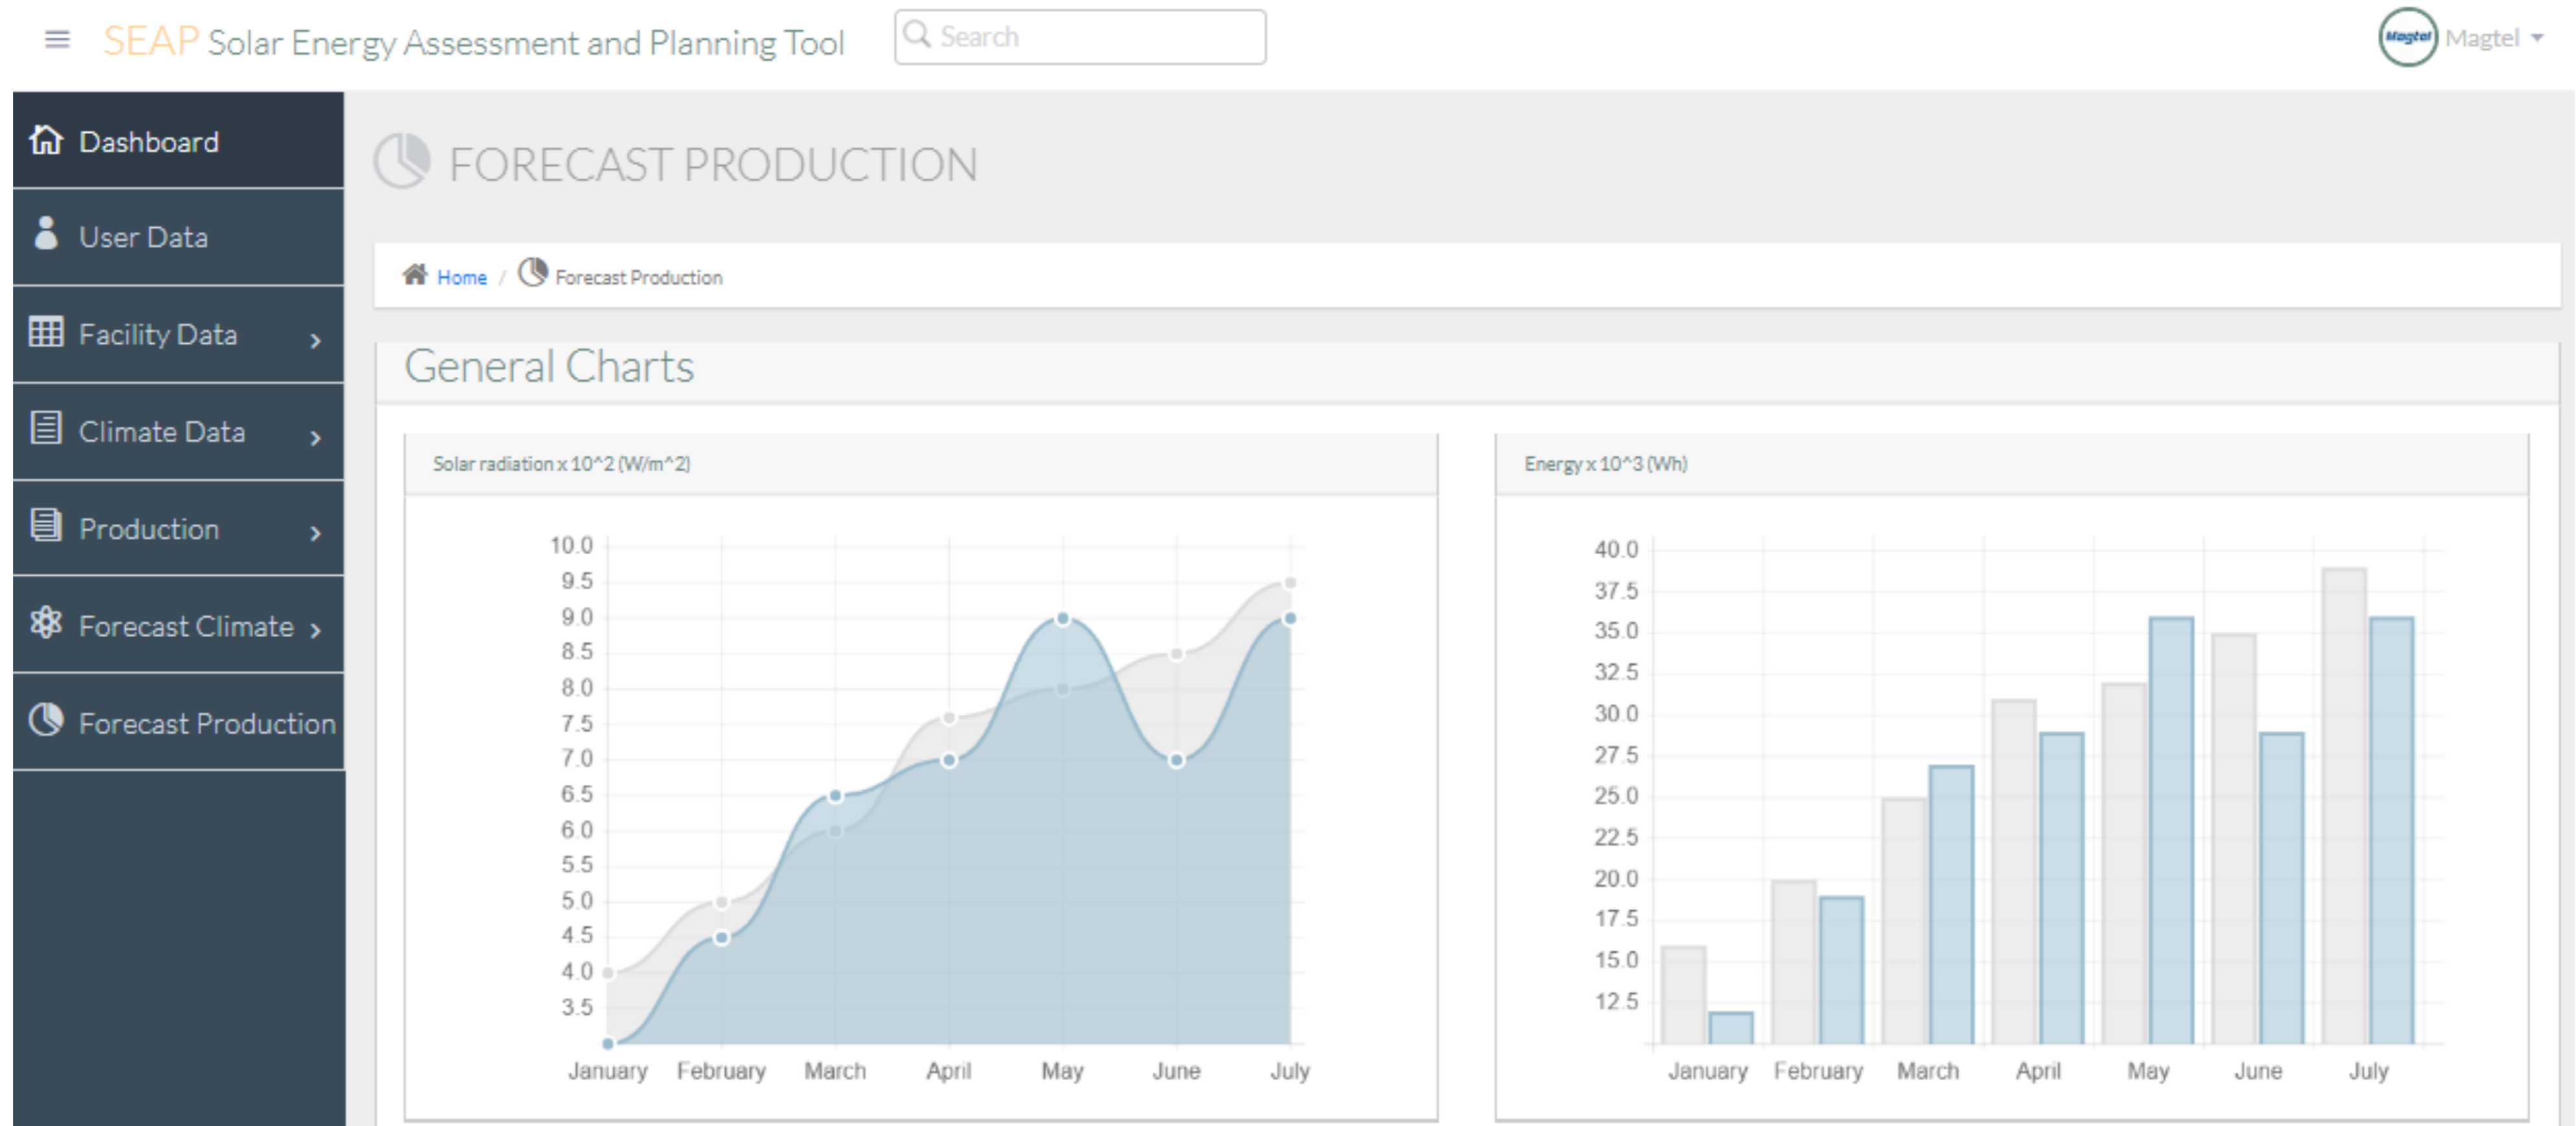 SEAP Solar Energy Assessment and Planning Tool
Search
Magtel
Magtel
Dashboard
User Data
Facility Data
Climate Data
Production
Forecast Climate
Forecast Production
FORECAST PRODUCTION
Home / Forecast Production
General Charts
Solar radiation x 10^2 (W/m^2)
10.0
9.5
9.0
8.5
8.0
7.5
7.0
6.5
6.0
5.5
5.0
4.5
4.0
3.5
January February March April May June July
Energy x 10^3 (Wh)
40.0
37.5
35.0
32.5
30.0
27.5
25.0
22.5
20.0
17.5
15.0
12.5
January February March April May June July